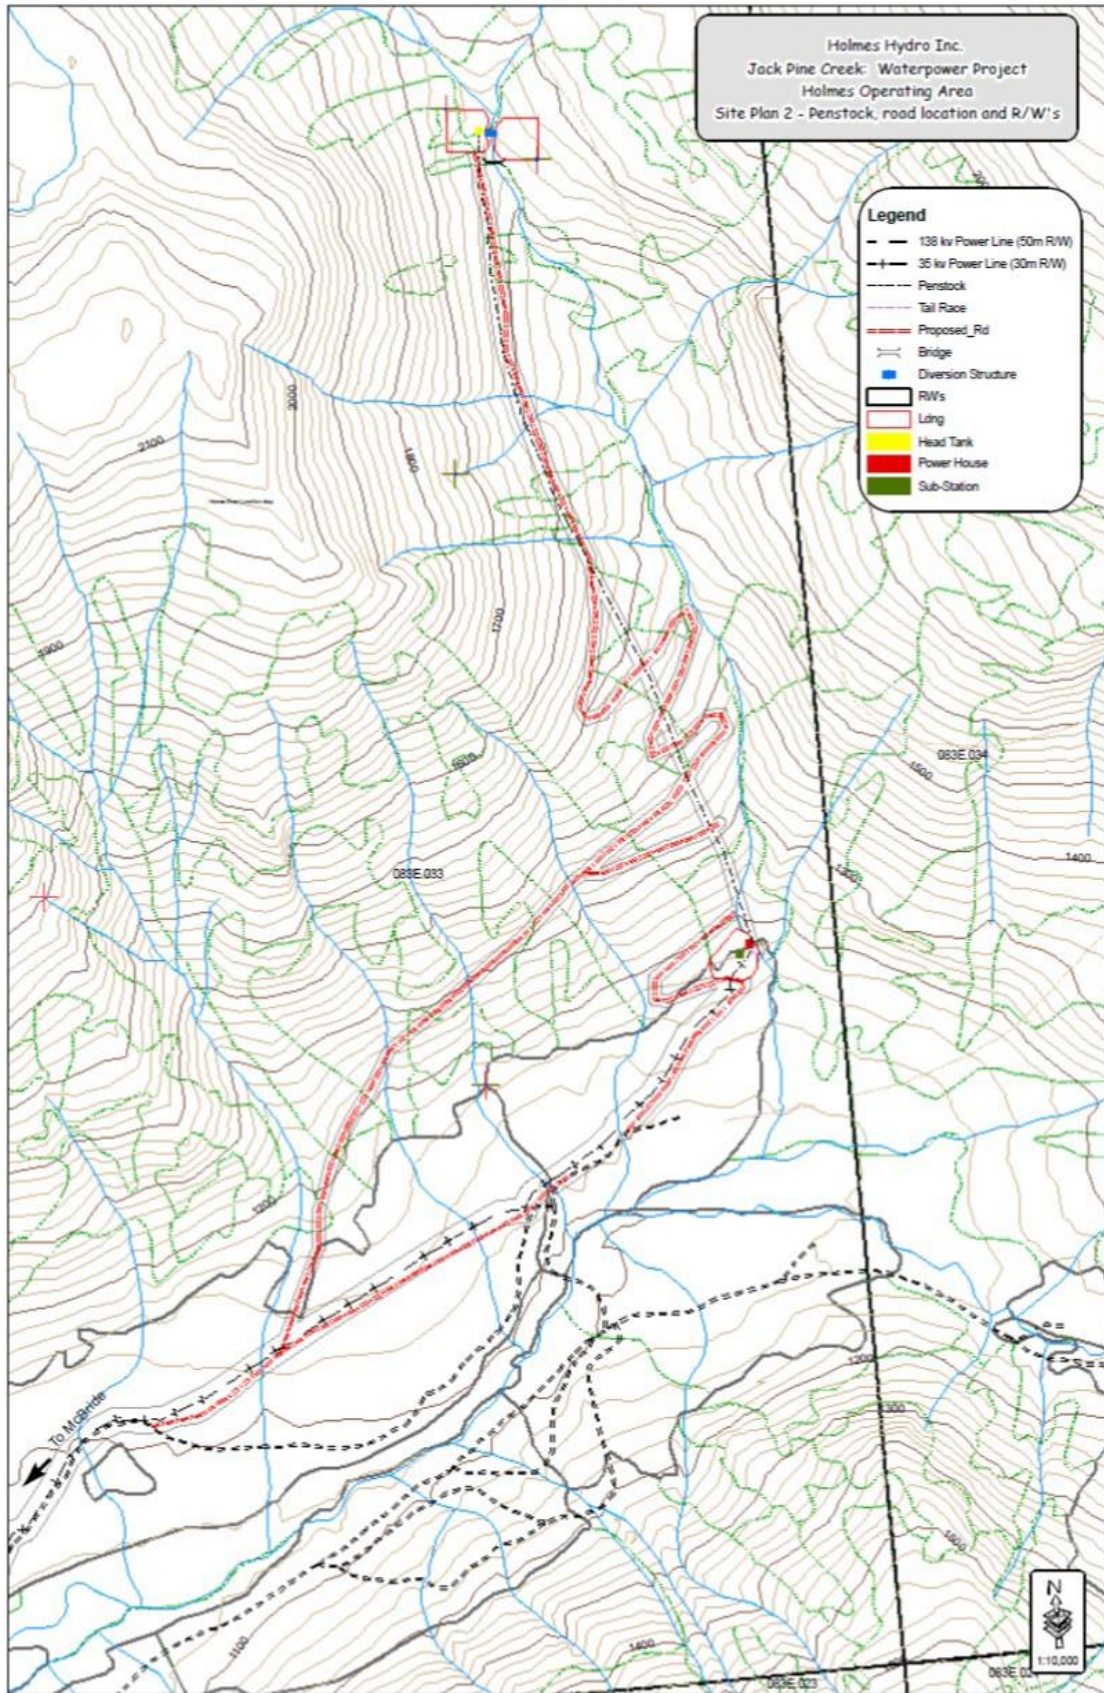 Holmes Hydro Inc.
Jack Pine Creek: Waterpower Project
Holmes Operating Area
Site Plan 2 - Penstock, road location and R/W's
Legend
138 kv Power Line (50m R/W)
35 kv Power Line (30m R/W)
Penstock
Tail Race
Proposed_Rd
Bridge
Diversion Structure
RW's
Ldng
Head Tank
Power House
Sub-Station
2000
2100
1800
1700
1900
1600
083E.034
1500
1400
1300
083E.033
1200
1200
1300
To McBride
1100
1400
N
1:10,000
083E.023